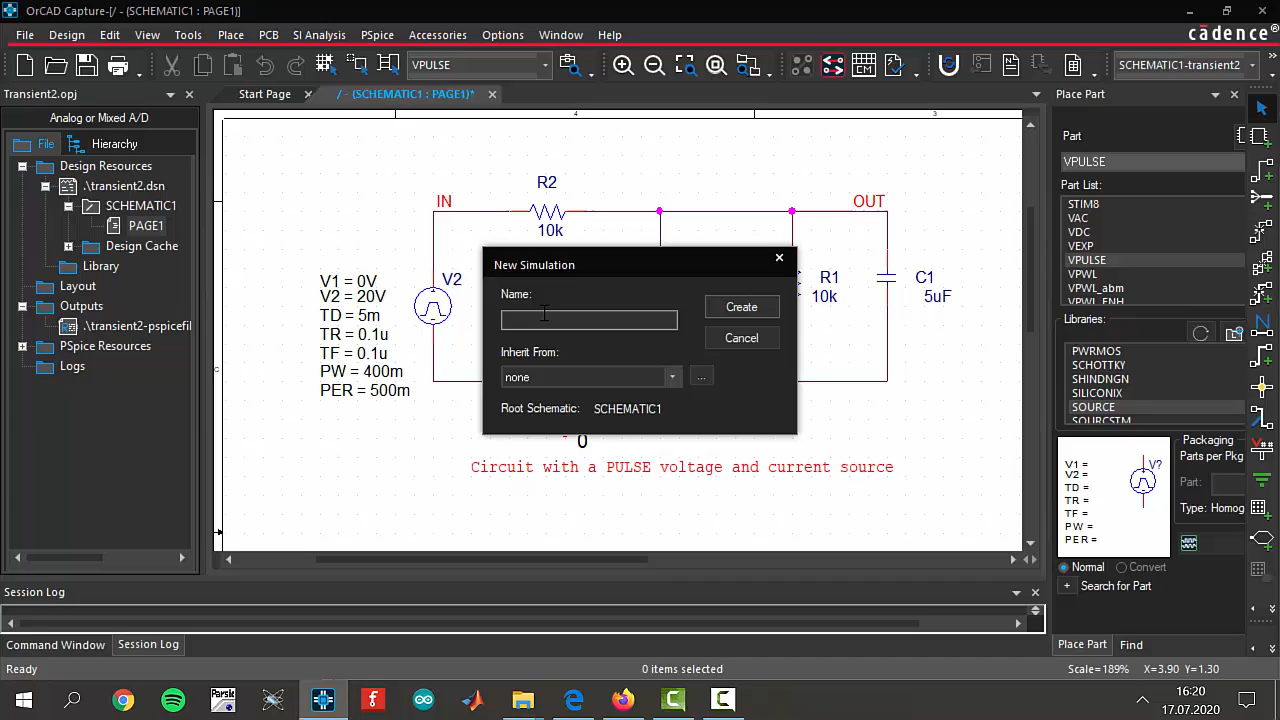 OrCAD Capture-[/ - (SCHEMATIC1 : PAGE1)]
File Design Edit View Tools Place PCB SI Analysis PSpice Accessories Options Window Help
cādence®
VPULSE
SCHEMATIC1-transient2
Transient2.opj
Start Page
/ - (SCHEMATIC1 : PAGE1)*
Place Part
Analog or Mixed A/D
File
Hierarchy
Design Resources
.\transient2.dsn
SCHEMATIC1
PAGE1
Design Cache
Library
Layout
Outputs
.\transient2-pspicefil
PSpice Resources
Logs
4
3
C
IN
R2
10k
OUT
V1 = 0V
V2 = 20V
TD = 5m
TR = 0.1u
TF = 0.1u
PW = 400m
PER = 500m
V2
R1
10k
C1
5uF
0
Circuit with a PULSE voltage and current source
New Simulation
Name:
Create
Cancel
Inherit From:
none
...
Root Schematic: SCHEMATIC1
Part
VPULSE
Part List:
STIM8
VAC
VDC
VEXP
VPULSE
VPWL
VPWL_abm
VPWL_ENH
Libraries:
PWRMOS
SCHOTTKY
SHINDNGN
SILICONIX
SOURCE
SOURCSTM
V1 =
V2 =
TD =
TR =
TF =
PW =
PER =
V?
Packaging
Parts per Pkg
Part:
Type: Homog
Normal
Convert
+ Search for Part
Session Log
Command Window
Session Log
Place Part
Find
Ready
0 items selected
Scale=189% X=3.90 Y=1.30
Parsic
16:20
17.07.2020